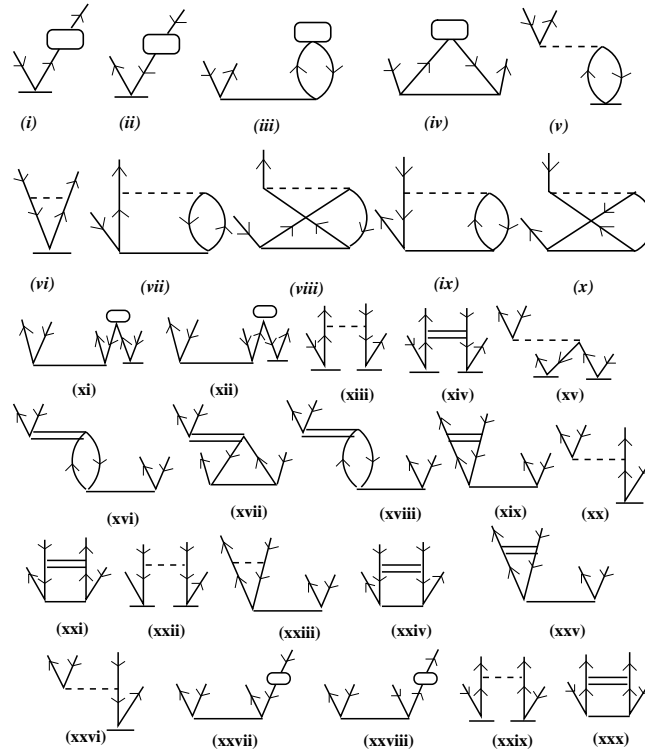 (i) (ii) (iii) (iv) (v)
(vi) (vii) (viii) (ix) (x)
(xi) (xii) (xiii) (xiv) (xv)
(xvi) (xvii) (xviii) (xix) (xx)
(xxi) (xxii) (xxiii) (xxiv) (xxv)
(xxvi) (xxvii) (xxviii) (xxix) (xxx)